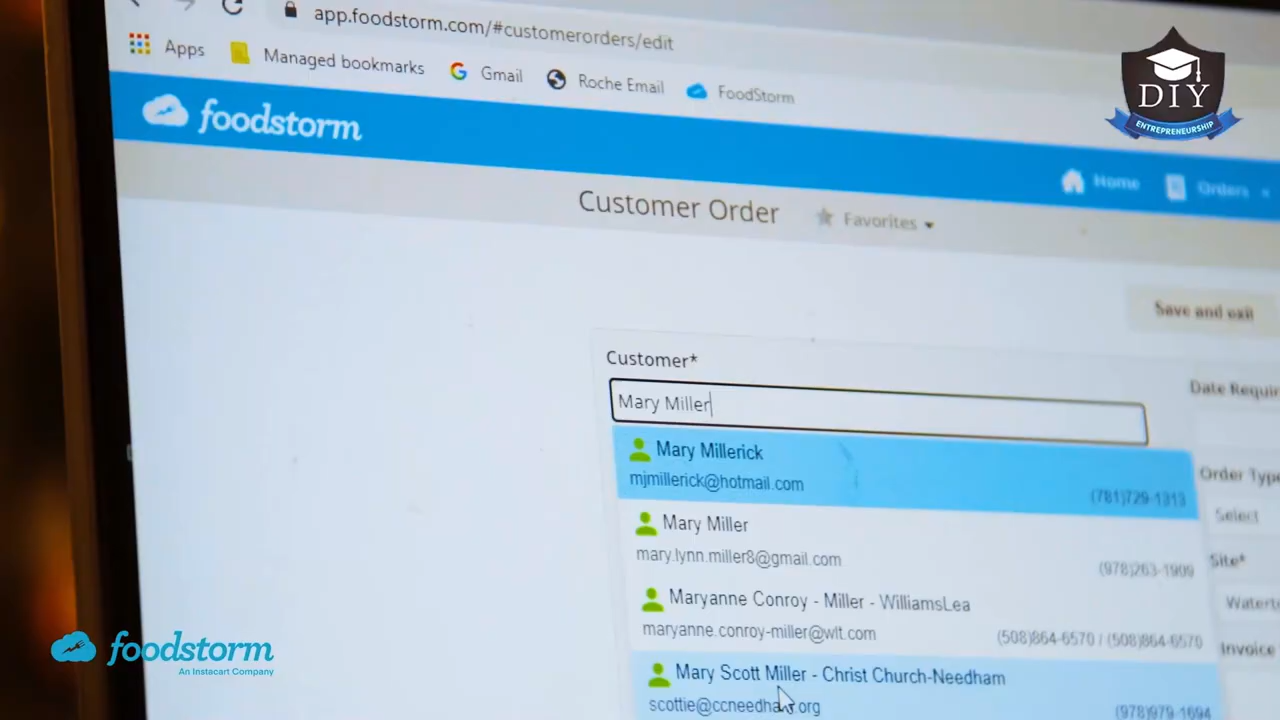 app.foodstorm.com/#customerorders/edit
Apps Managed bookmarks Gmail Roche Email FoodStorm
DIY
ENTREPRENEURSHIP
foodstorm
Home Orders
Customer Order Favorites
Save and exit
Customer*
Date Requir
Mary Miller
Mary Millerick
mjmillerick@hotmail.com (781)729-1313
Order Type
Select
Mary Miller
mary.lynn.miller8@gmail.com (978)263-1909
Site*
Maryanne Conroy - Miller - WilliamsLea
Waterto
maryanne.conroy-miller@wlt.com (508)864-6570 / (508)864-6570
Invoice
Mary Scott Miller - Christ Church-Needham
scottie@ccneedham.org (978)979-1694
foodstorm
An Instacart Company